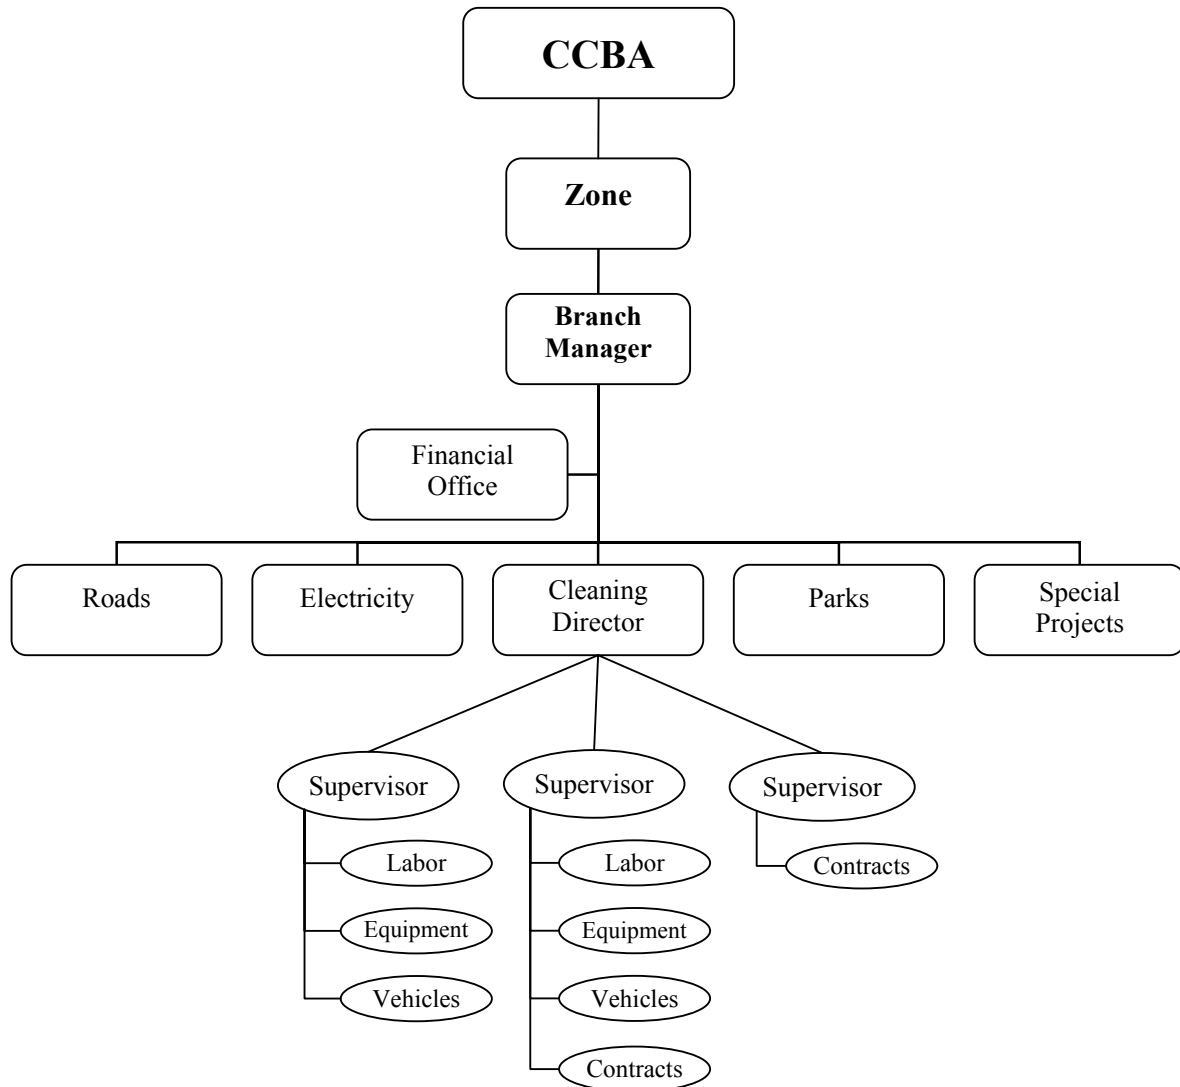 CCBA
Zone
Branch
Manager
Financial
Office
Roads
Electricity
Cleaning
Director
Parks
Special
Projects
Supervisor
Supervisor
Supervisor
Labor
Labor
Contracts
Equipment
Equipment
Vehicles
Vehicles
Contracts